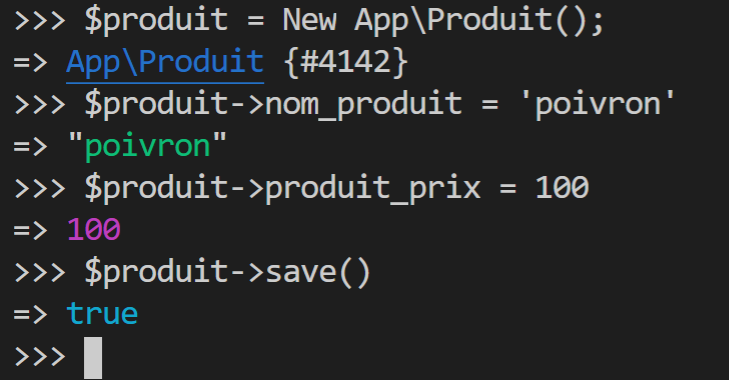 >>> $produit = New App\Produit();
=> App\Produit {#4142}
>>> $produit->nom_produit = 'poivron'
=> "poivron"
>>> $produit->produit_prix = 100
=> 100
>>> $produit->save()
=> true
>>>